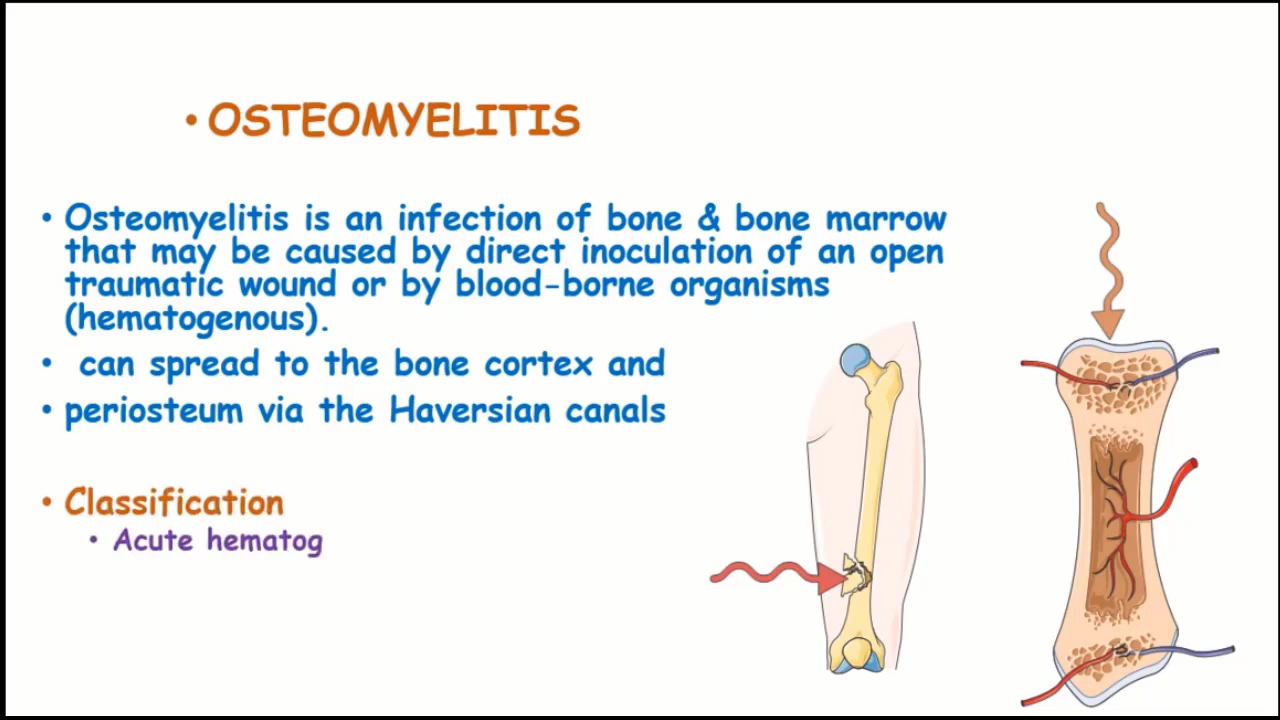 • OSTEOMYELITIS
• Osteomyelitis is an infection of bone & bone marrow
that may be caused by direct inoculation of an open
traumatic wound or by blood-borne organisms
(hematogenous).
• can spread to the bone cortex and
• periosteum via the Haversian canals
• Classification
• Acute hematog